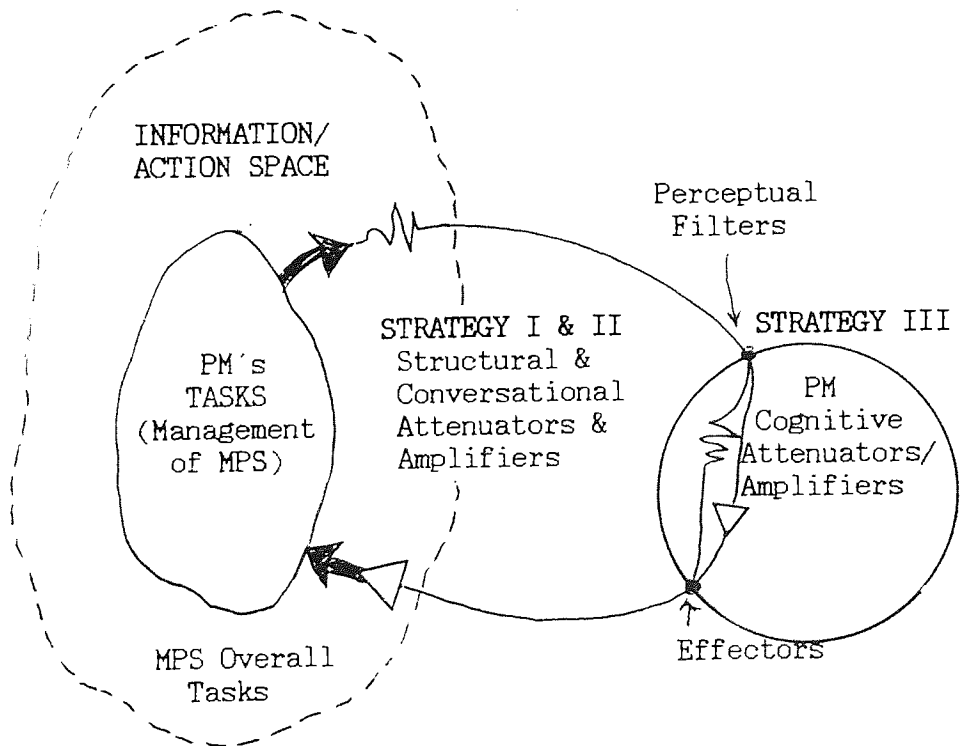 INFORMATION/
ACTION SPACE
Perceptual
Filters
STRATEGY I & II
Structural &
Conversational
Attenuators &
Amplifiers
STRATEGY III
PM's
TASKS
(Management
of MPS)
PM
Cognitive
Attenuators/
Amplifiers
Effectors
MPS Overall
Tasks